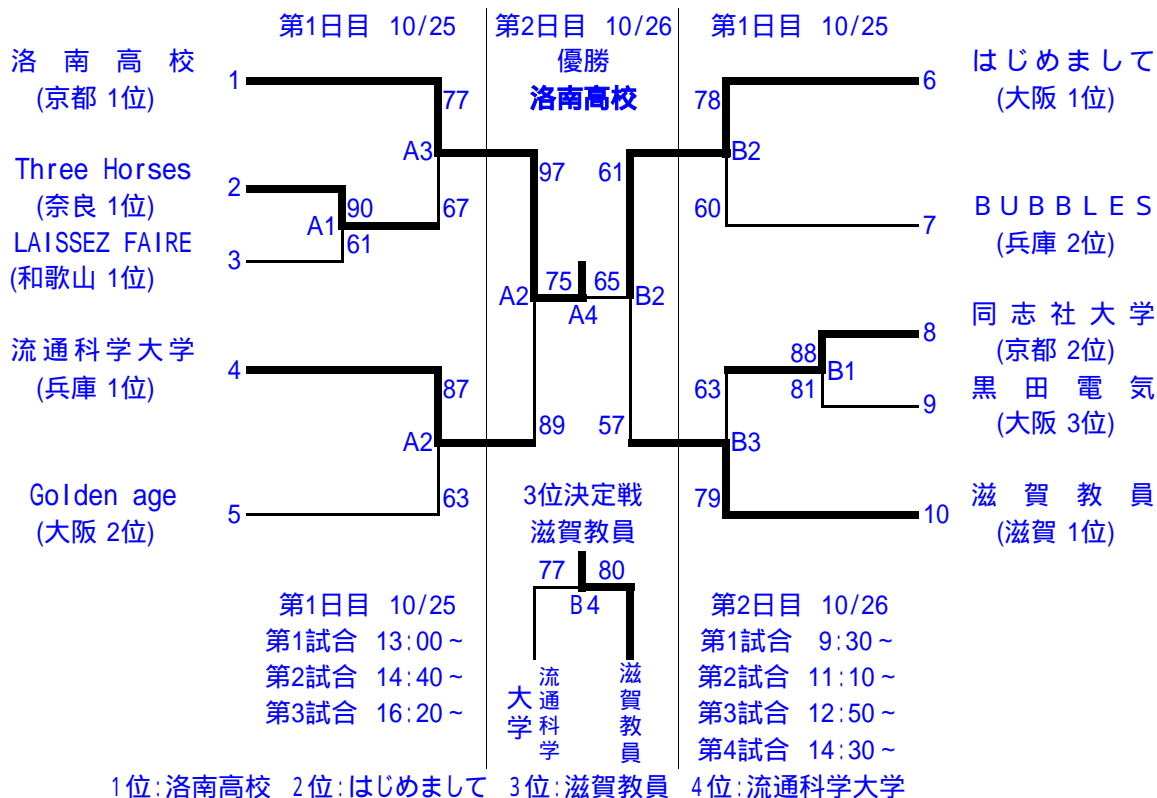 第1日目 10/25
第2日目 10/26
第1日目 10/25
優勝
洛南高校
洛南高校
(京都 1位)
1
77
A3
Three Horses
(奈良 1位)
2
90
A1
61
67
LAISSEZ FAIRE
(和歌山 1位)
3
流通科学大学
(兵庫 1位)
4
87
A2
63
Golden age
(大阪 2位)
5
97
61
A2
75
65
A4
B2
89
57
はじめまして
(大阪 1位)
6
78
B2
60
BUBBLES
(兵庫 2位)
7
同志社大学
(京都 2位)
8
88
B1
81
63
黒田電気
(大阪 3位)
9
B3
79
滋賀教員
(滋賀 1位)
10
3位決定戦
滋賀教員
77
80
B4
流通科学大学
滋賀教員
第1日目 10/25
第1試合 13:00~
第2試合 14:40~
第3試合 16:20~
第2日目 10/26
第1試合 9:30~
第2試合 11:10~
第3試合 12:50~
第4試合 14:30~
1位:洛南高校 2位:はじめまして 3位:滋賀教員 4位:流通科学大学